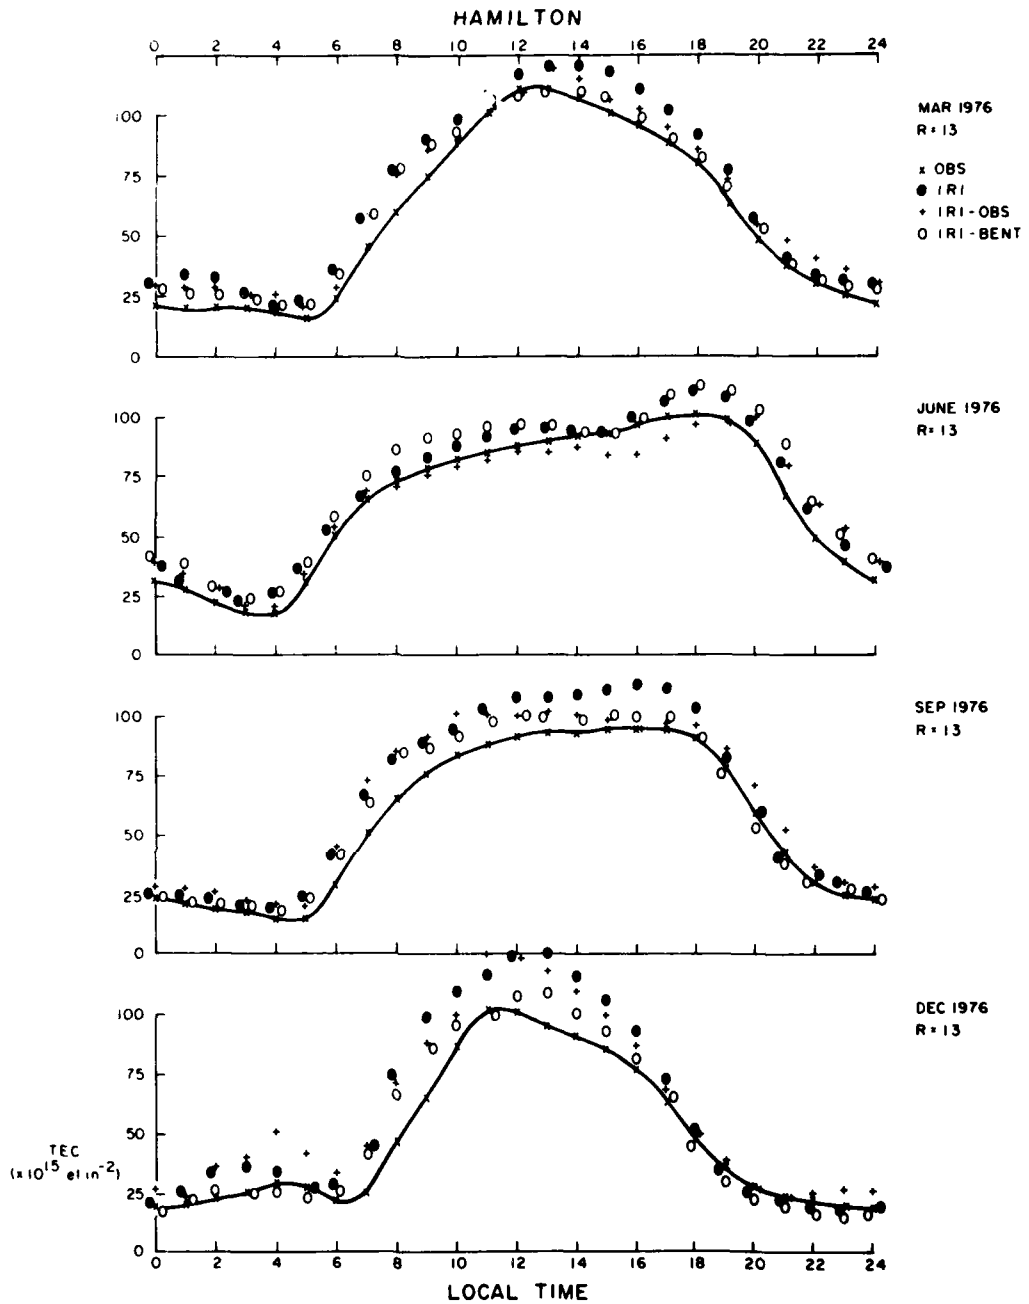 HAMILTON
0 2 4 6 8 10 12 14 16 18 20 22 24
100
75
50
25
0
MAR 1976
R=13
x OBS
● IRI
+ IRI-OBS
O IRI-BENT
100
75
50
25
0
JUNE 1976
R=13
100
75
50
25
0
SEP 1976
R=13
100
75
50
25
0
DEC 1976
R=13
TEC
(x10¹⁵ el m⁻²)
0 2 4 6 8 10 12 14 16 18 20 22 24
LOCAL TIME